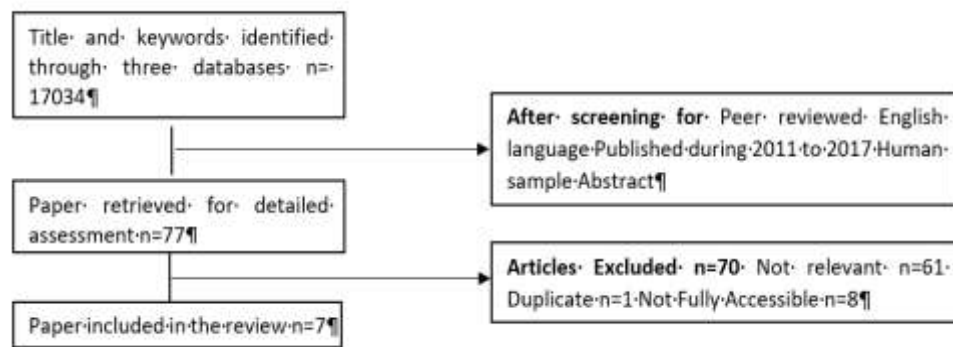 Title· and· keywords identified
through three databases n=·
17034¶
After· screening· for· Peer reviewed English·
language·Published·during·2011 to·2017·Human·
sample·Abstract¶
Paper· retrieved for detailed
assessment·n=77¶
Articles· Excluded n=70· Not· relevant n=61·
Duplicate·n=1·Not·Fully·Accessible·n=8¶
Paper·included·in·the·review·n=7¶